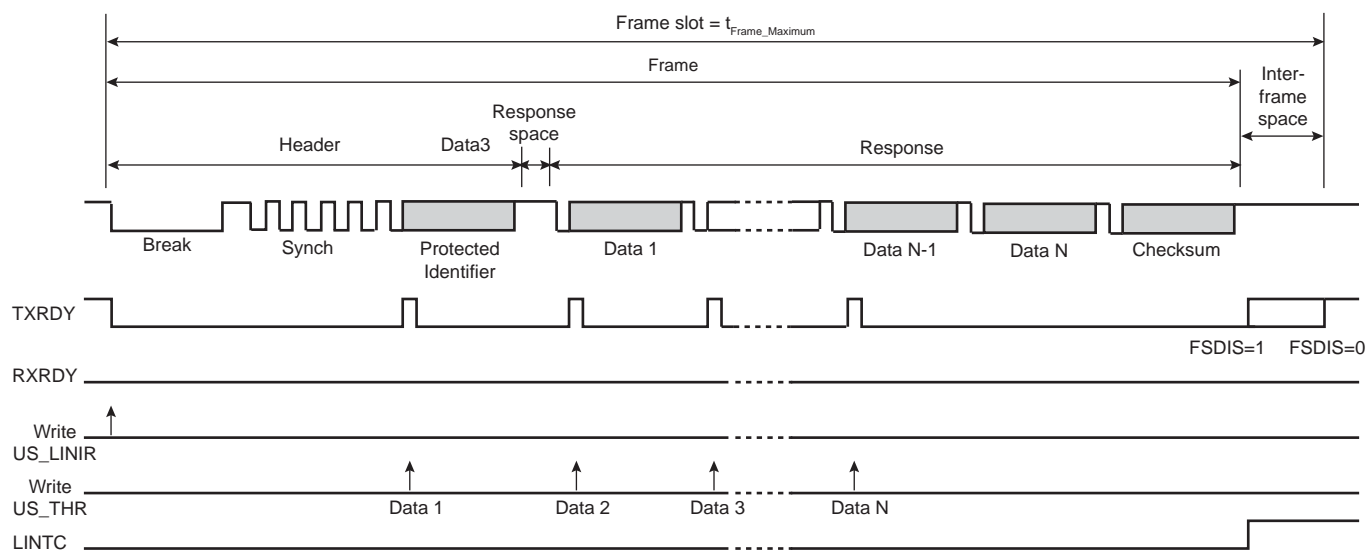 Frame slot = tFrame_Maximum
Frame
Inter-
frame
space
Response
space
Header
Data3
Response
Break
Synch
Protected
Identifier
Data 1
Data N-1
Data N
Checksum
TXRDY
FSDIS=1
FSDIS=0
RXRDY
Write
US_LINIR
Write
US_THR
Data 1
Data 2
Data 3
Data N
LINTC